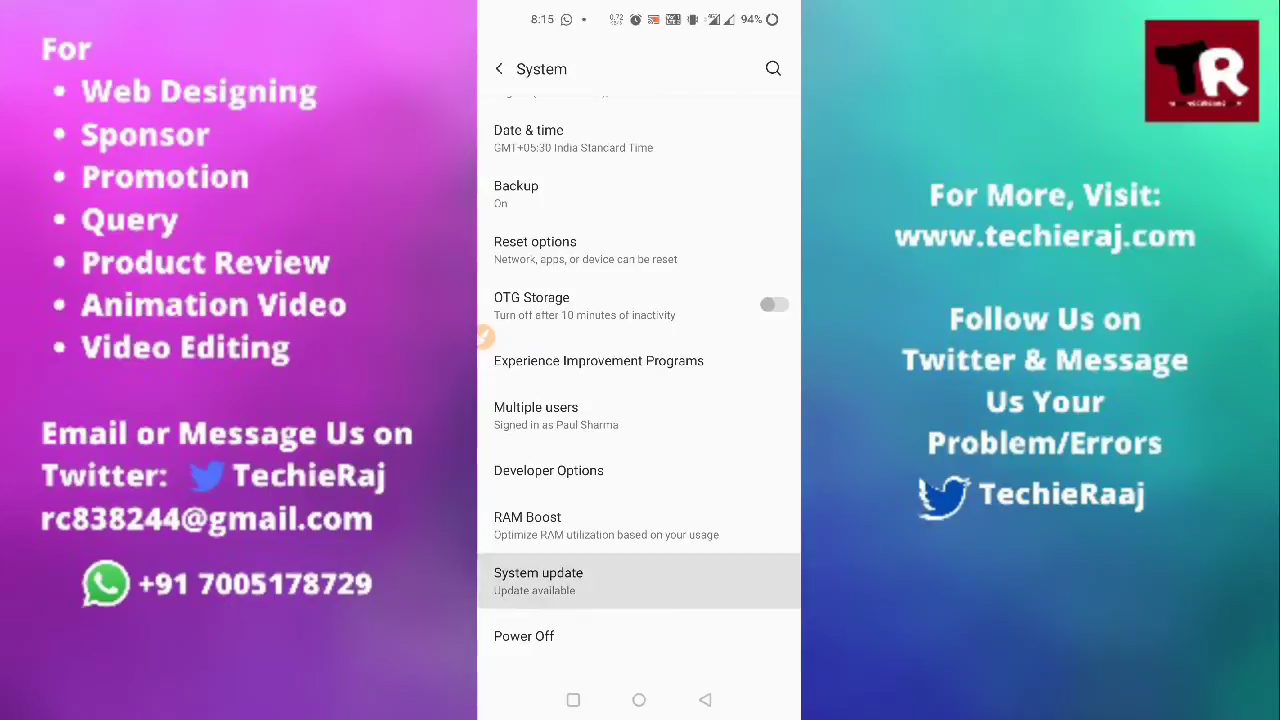 For
• Web Designing
• Sponsor
• Promotion
• Query
• Product Review
• Animation Video
• Video Editing
Email or Message Us on
Twitter: TechieRaj
rc838244@gmail.com
+91 7005178729
8:15
94%
System
Date & time
GMT+05:30 India Standard Time
Backup
On
Reset options
Network, apps, or device can be reset
OTG Storage
Turn off after 10 minutes of inactivity
Experience Improvement Programs
Multiple users
Signed in as Paul Sharma
Developer Options
RAM Boost
Optimize RAM utilization based on your usage
System update
Update available
Power Off
TR
For More, Visit:
www.techieraj.com
Follow Us on
Twitter & Message
Us Your
Problem/Errors
TechieRaaj